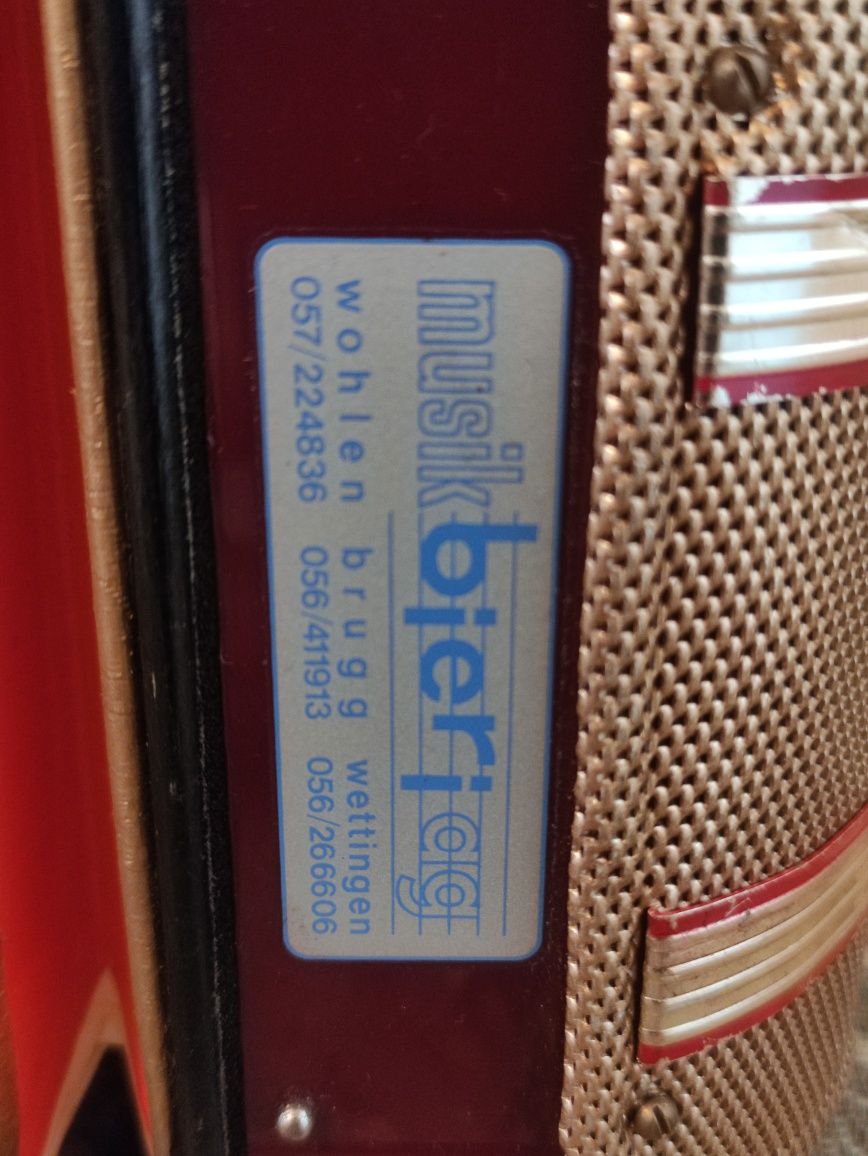 musik bieri ag
wohlen brugg wettingen
057/224836 056/411913 056/266606